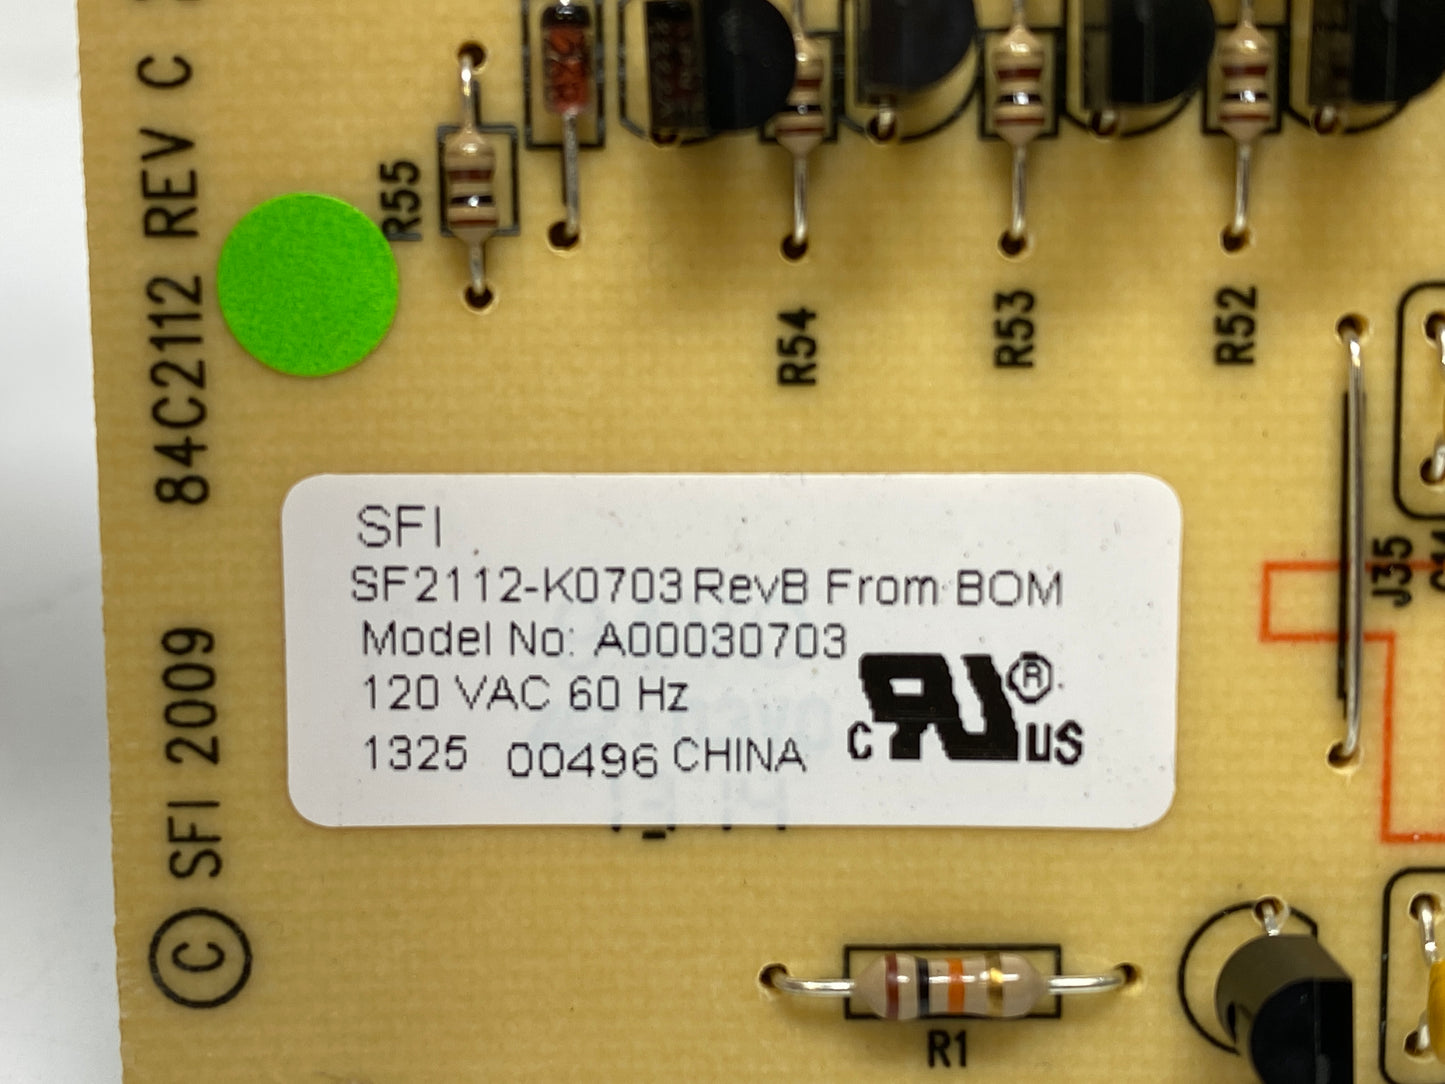 84C2112 REV C
© SFI 2009
R55
R54
R53
R52
J35
SFI
SF2112-K0703 RevB From BOM
Model No: A00030703
120 VAC 60 Hz
1325 00496 CHINA
C RU ® US
R1